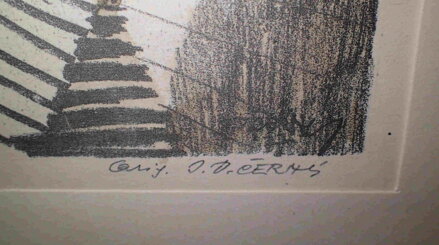 Orig. J. D. ČERNÝ